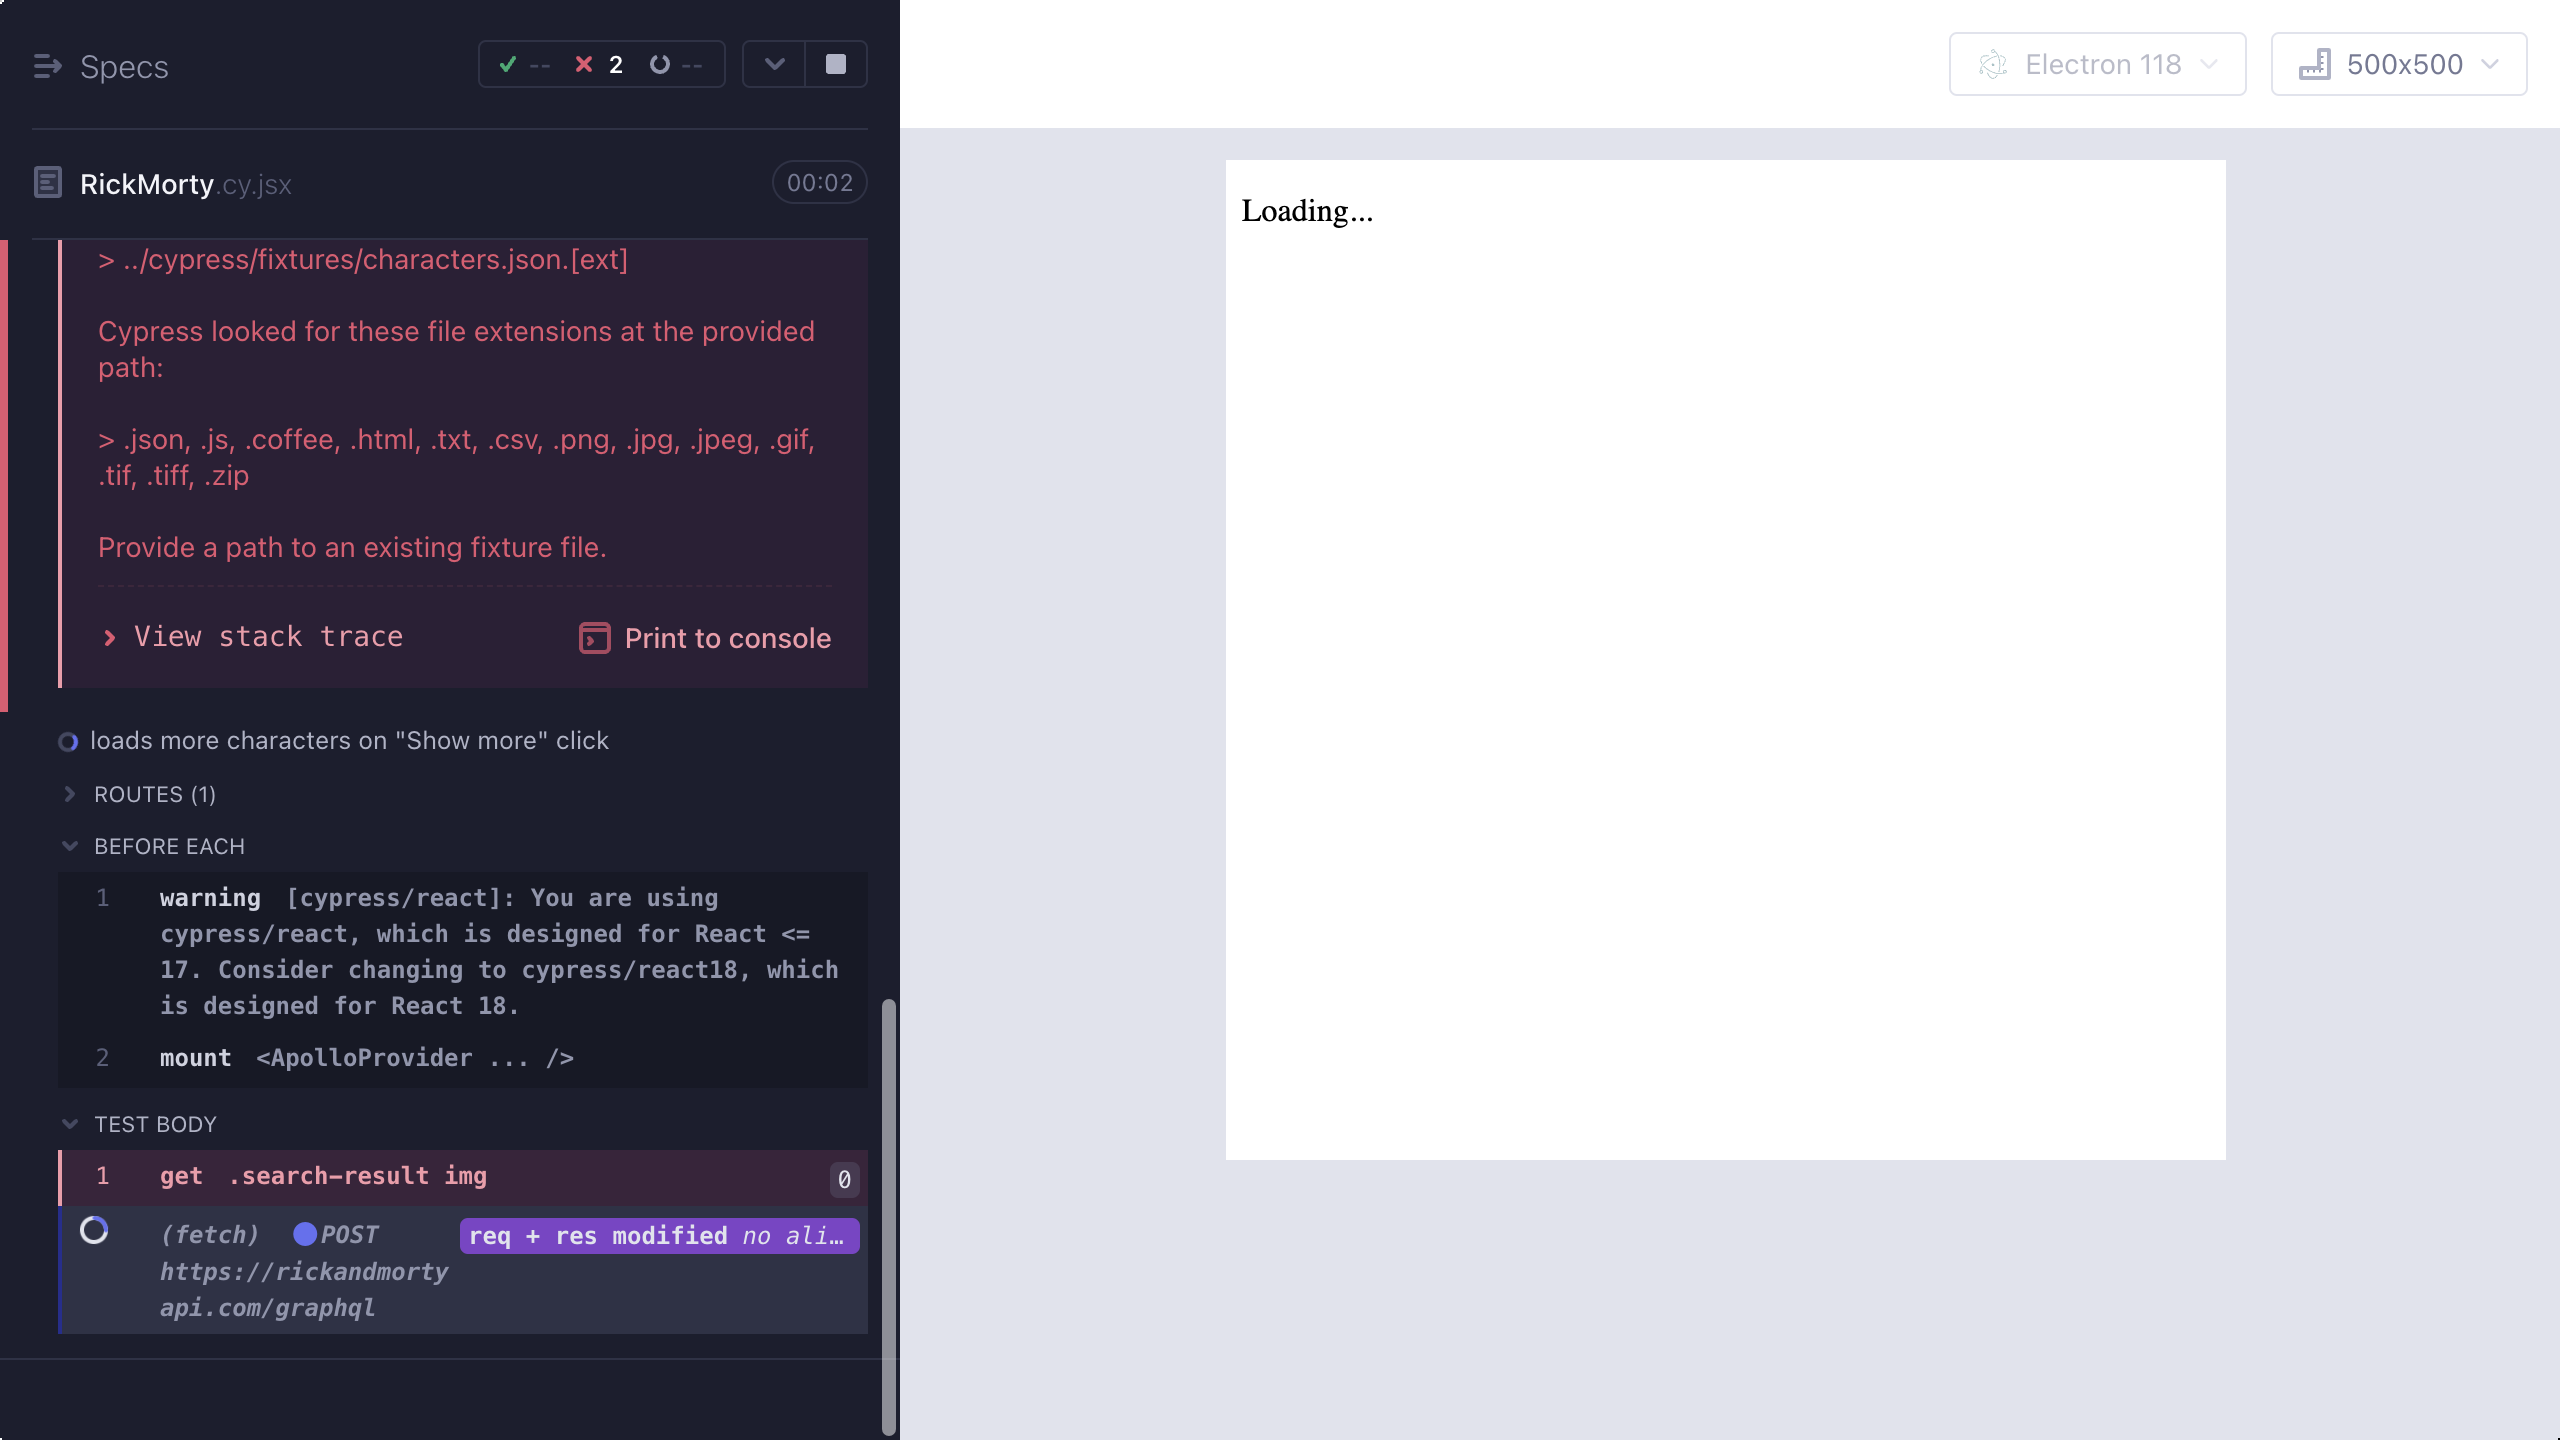 Specs
-- 2 --
Electron 118
500x500
RickMorty.cy.jsx
00:02
> ../cypress/fixtures/characters.json.[ext]
Cypress looked for these file extensions at the provided
path:
> .json, .js, .coffee, .html, .txt, .csv, .png, .jpg, .jpeg, .gif,
.tif, .tiff, .zip
Provide a path to an existing fixture file.
View stack trace
Print to console
loads more characters on "Show more" click
ROUTES (1)
BEFORE EACH
1 warning [cypress/react]: You are using
cypress/react, which is designed for React <=
17. Consider changing to cypress/react18, which
is designed for React 18.
2 mount <ApolloProvider ... />
TEST BODY
1 get .search-result img 0
(fetch) POST req + res modified no ali…
https://rickandmorty
api.com/graphql
Loading...